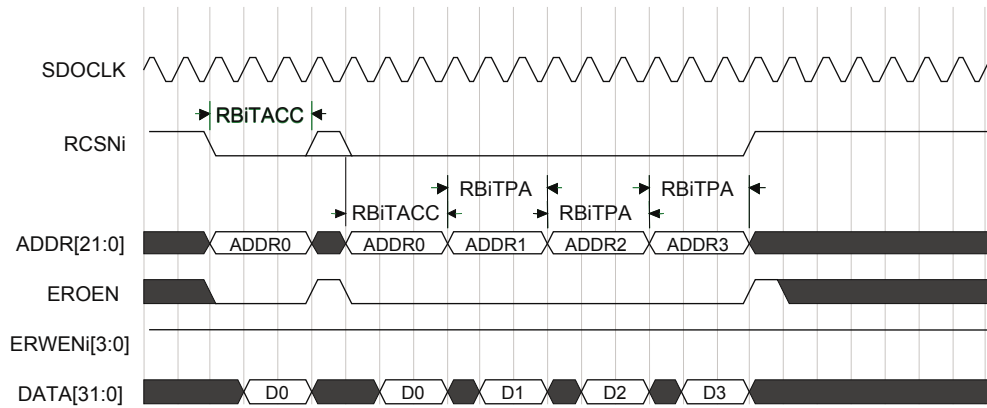 SDOCLK
RBiTACC
RCSNi
RBiTPA RBiTPA
RBiTACC RBiTPA
ADDR[21:0] ADDR0 ADDR0 ADDR1 ADDR2 ADDR3
EROEN
ERWENi[3:0]
DATA[31:0] D0 D0 D1 D2 D3